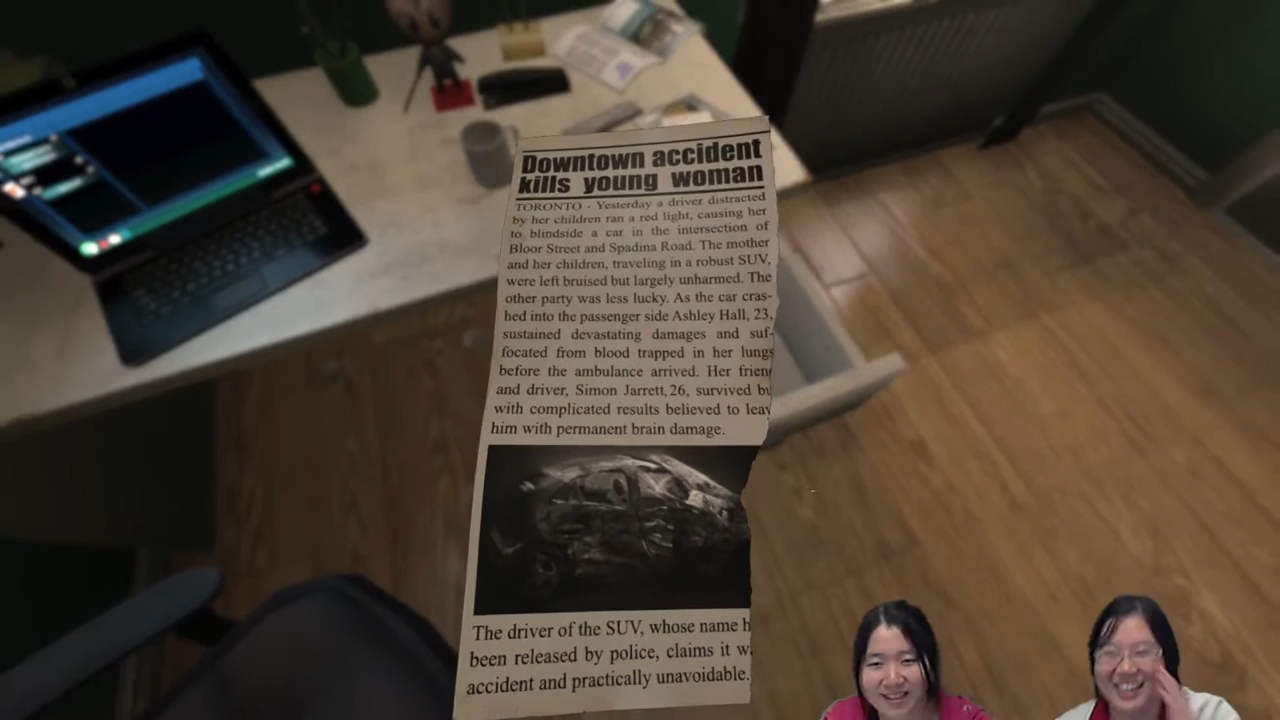 Downtown accident
kills young woman
TORONTO - Yesterday a driver distracted
by her children ran a red light, causing her
to blindside a car in the intersection of
Bloor Street and Spadina Road. The mother
and her children, traveling in a robust SUV,
were left bruised but largely unharmed. The
other party was less lucky. As the car cras-
hed into the passenger side Ashley Hall, 23,
sustained devastating damages and suf-
focated from blood trapped in her lungs
before the ambulance arrived. Her frien
and driver, Simon Jarrett, 26, survived bu
with complicated results believed to leav
him with permanent brain damage.
The driver of the SUV, whose name h
been released by police, claims it wa
accident and practically unavoidable.